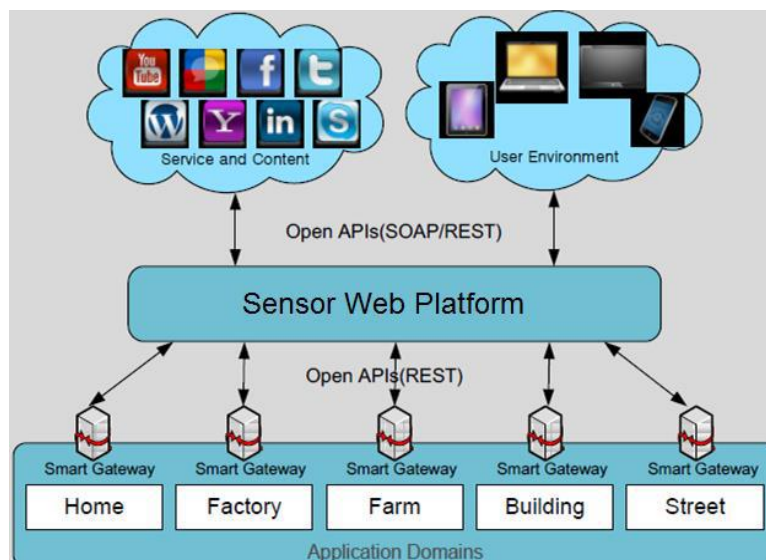 You
Tube
f
t
W
Y
in
S
Service and Content
User Environment
Open APIs(SOAP/REST)
Sensor Web Platform
Open APIs(REST)
Smart Gateway
Smart Gateway
Smart Gateway
Smart Gateway
Smart Gateway
Home
Factory
Farm
Building
Street
Application Domains